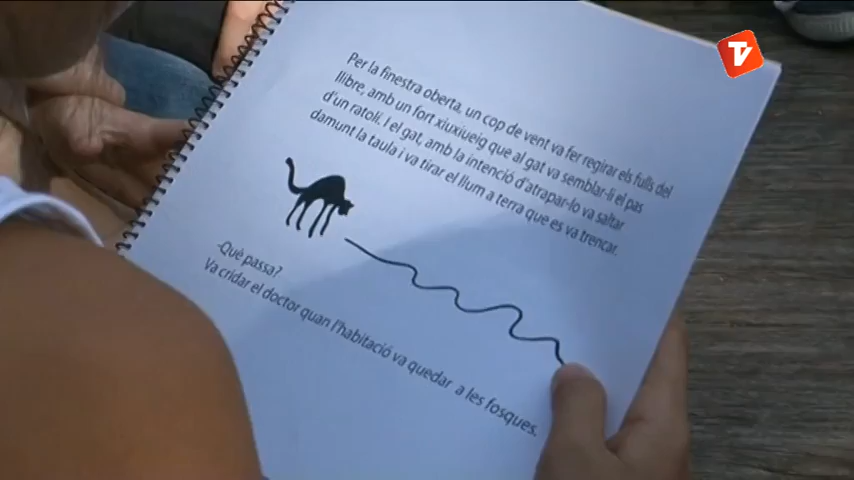 TV
Per la finestra oberta, un cop de vent va fer regirar els fulls del
llibre, amb un fort xiuxiueig que al gat va semblar-li el pas
d'un ratolí. I el gat, amb la intenció d'atrapar-lo va saltar
damunt la taula i va tirar el llum a terra que es va trencar.
-Què passa?
Va cridar el doctor quan l'habitació va quedar a les fosques.